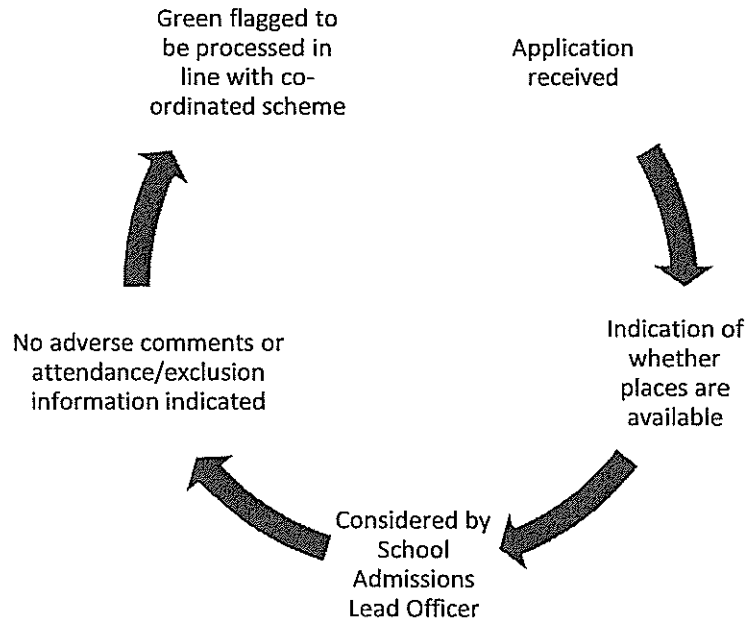 Application
received
Indication of
whether
places are
available
Considered by
School
Admissions
Lead Officer
No adverse comments or
attendance/exclusion
information indicated
Green flagged to
be processed in
line with co-
ordinated scheme